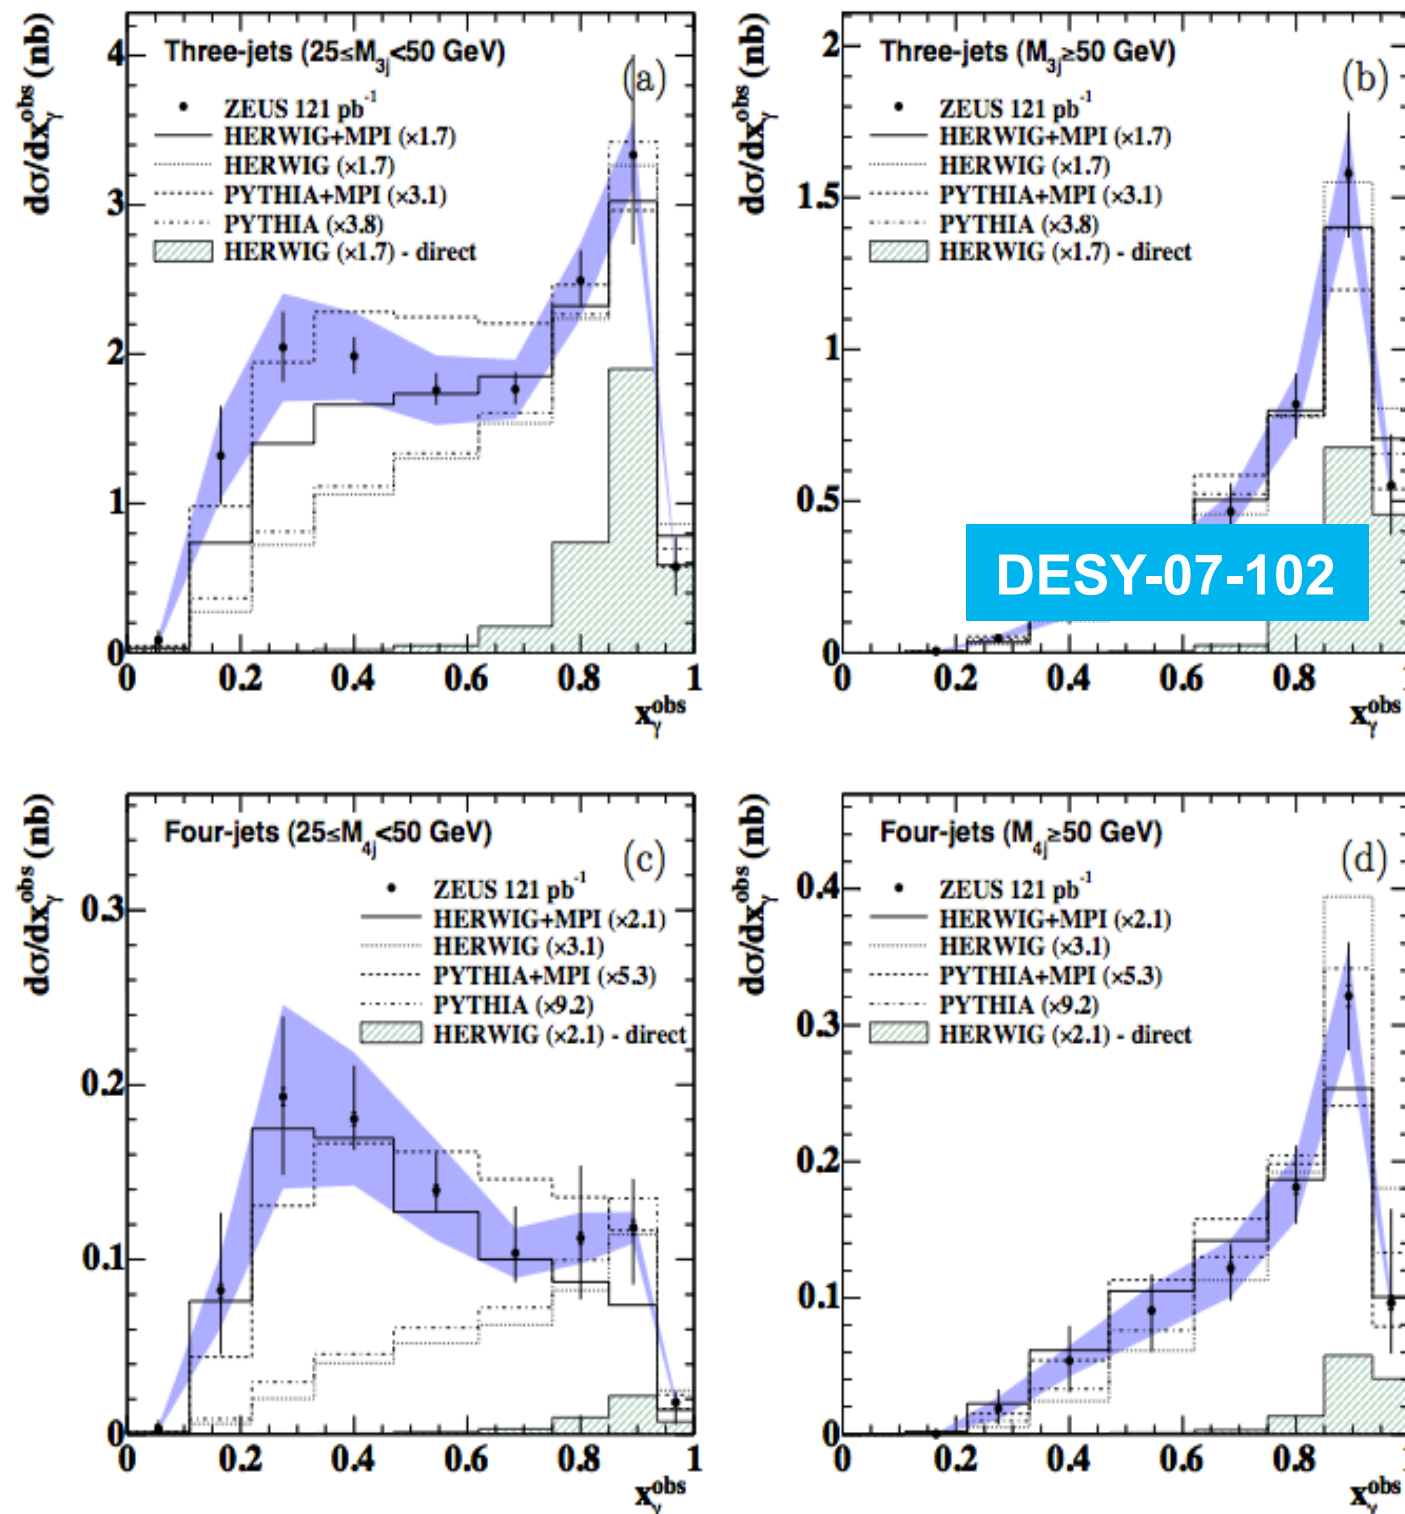 Three-jets (25≤M3j<50 GeV)
(a)
ZEUS 121 pb-1
HERWIG+MPI (×1.7)
HERWIG (×1.7)
PYTHIA+MPI (×3.1)
PYTHIA (×3.8)
HERWIG (×1.7) - direct
dσ/dxγobs (nb)
4
3
2
1
0
0 0.2 0.4 0.6 0.8 1
xγobs
Three-jets (M3j≥50 GeV)
(b)
ZEUS 121 pb-1
HERWIG+MPI (×1.7)
HERWIG (×1.7)
PYTHIA+MPI (×3.1)
PYTHIA (×3.8)
HERWIG (×1.7) - direct
dσ/dxγobs (nb)
2
1.5
1
0.5
0
DESY-07-102
0 0.2 0.4 0.6 0.8 1
xγobs
Four-jets (25≤M4j<50 GeV)
(c)
ZEUS 121 pb-1
HERWIG+MPI (×2.1)
HERWIG (×3.1)
PYTHIA+MPI (×5.3)
PYTHIA (×9.2)
HERWIG (×2.1) - direct
dσ/dxγobs (nb)
0.3
0.2
0.1
0
0 0.2 0.4 0.6 0.8 1
xγobs
Four-jets (M4j≥50 GeV)
(d)
ZEUS 121 pb-1
HERWIG+MPI (×2.1)
HERWIG (×3.1)
PYTHIA+MPI (×5.3)
PYTHIA (×9.2)
HERWIG (×2.1) - direct
dσ/dxγobs (nb)
0.4
0.3
0.2
0.1
0
0 0.2 0.4 0.6 0.8 1
xγobs